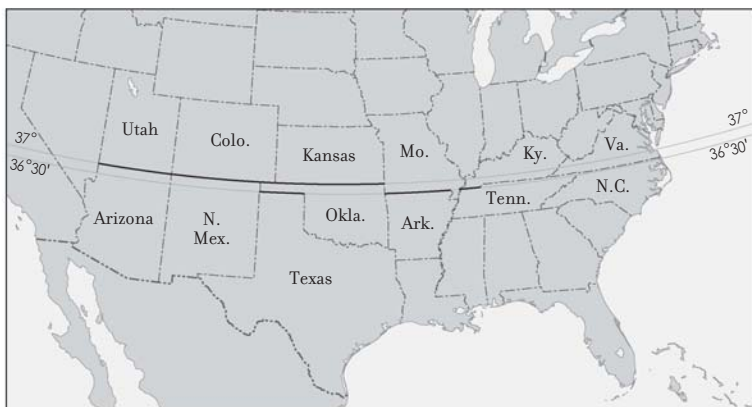 37°
36°30'
Utah
Colo.
Kansas
Mo.
Ky.
Va.
37°
36°30'
Arizona
N.
Mex.
Okla.
Ark.
Tenn.
N.C.
Texas